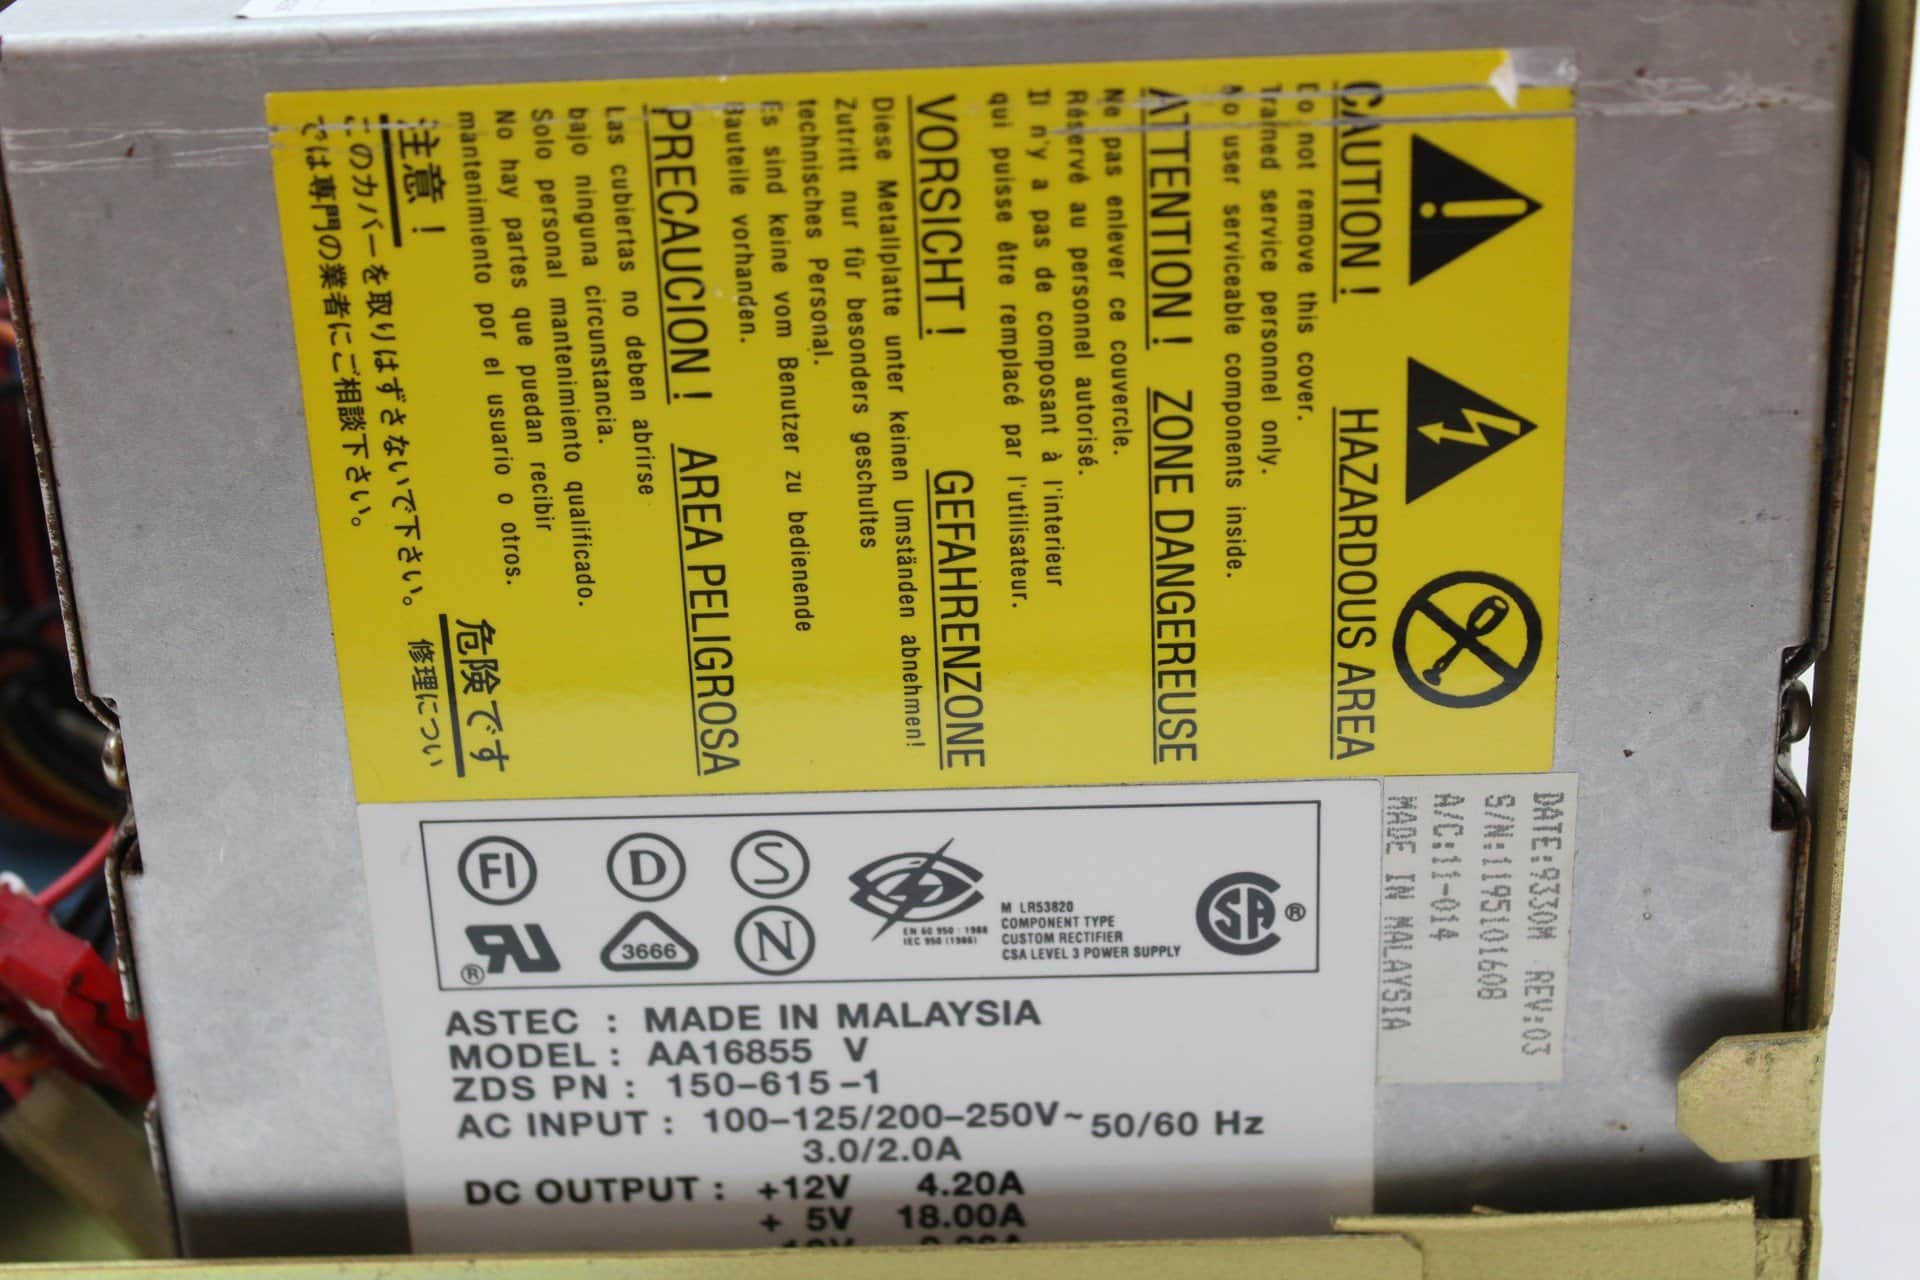 CAUTION ! HAZARDOUS AREA
Do not remove this cover.
Trained service personnel only.
No user serviceable components inside.
ATTENTION ! ZONE DANGEREUSE
Ne pas enlever ce couvercle.
Réservé au personnel autorisé.
Il n'y a pas de composant à l'interieur
qui puisse être remplacé par l'utilisateur.
VORSICHT ! GEFAHRENZONE
Diese Metallplatte unter keinen Umständen abnehmen!
Zutritt nur für besonders geschultes
technisches Personal.
Es sind keine vom Benutzer zu bedienende
Bauteile vorhanden.
PRECAUCION ! AREA PELIGROSA
Las cubiertas no deben abrirse
bajo ninguna circunstancia.
Solo personal mantenimiento qualificado.
No hay partes que puedan recibir
mantenimiento por el usuario o otros.
注意! 危険です
このカバーを取りはずさないで下さい。 修理につい
ては専門の業者にご相談下さい。
DATE:9330M REV:03
S/N:1195101608
A/C:11-014
MADE IN MALAYSIA
FI D S
EN 60 950 : 1988
IEC 950 (1986)
M LR53820
COMPONENT TYPE
CUSTOM RECTIFIER
CSA LEVEL 3 POWER SUPPLY
SA ®
® RU 3666 N
ASTEC : MADE IN MALAYSIA
MODEL : AA16855 V
ZDS PN : 150-615-1
AC INPUT : 100-125/200-250V~ 50/60 Hz
3.0/2.0A
DC OUTPUT : +12V 4.20A
+ 5V 18.00A